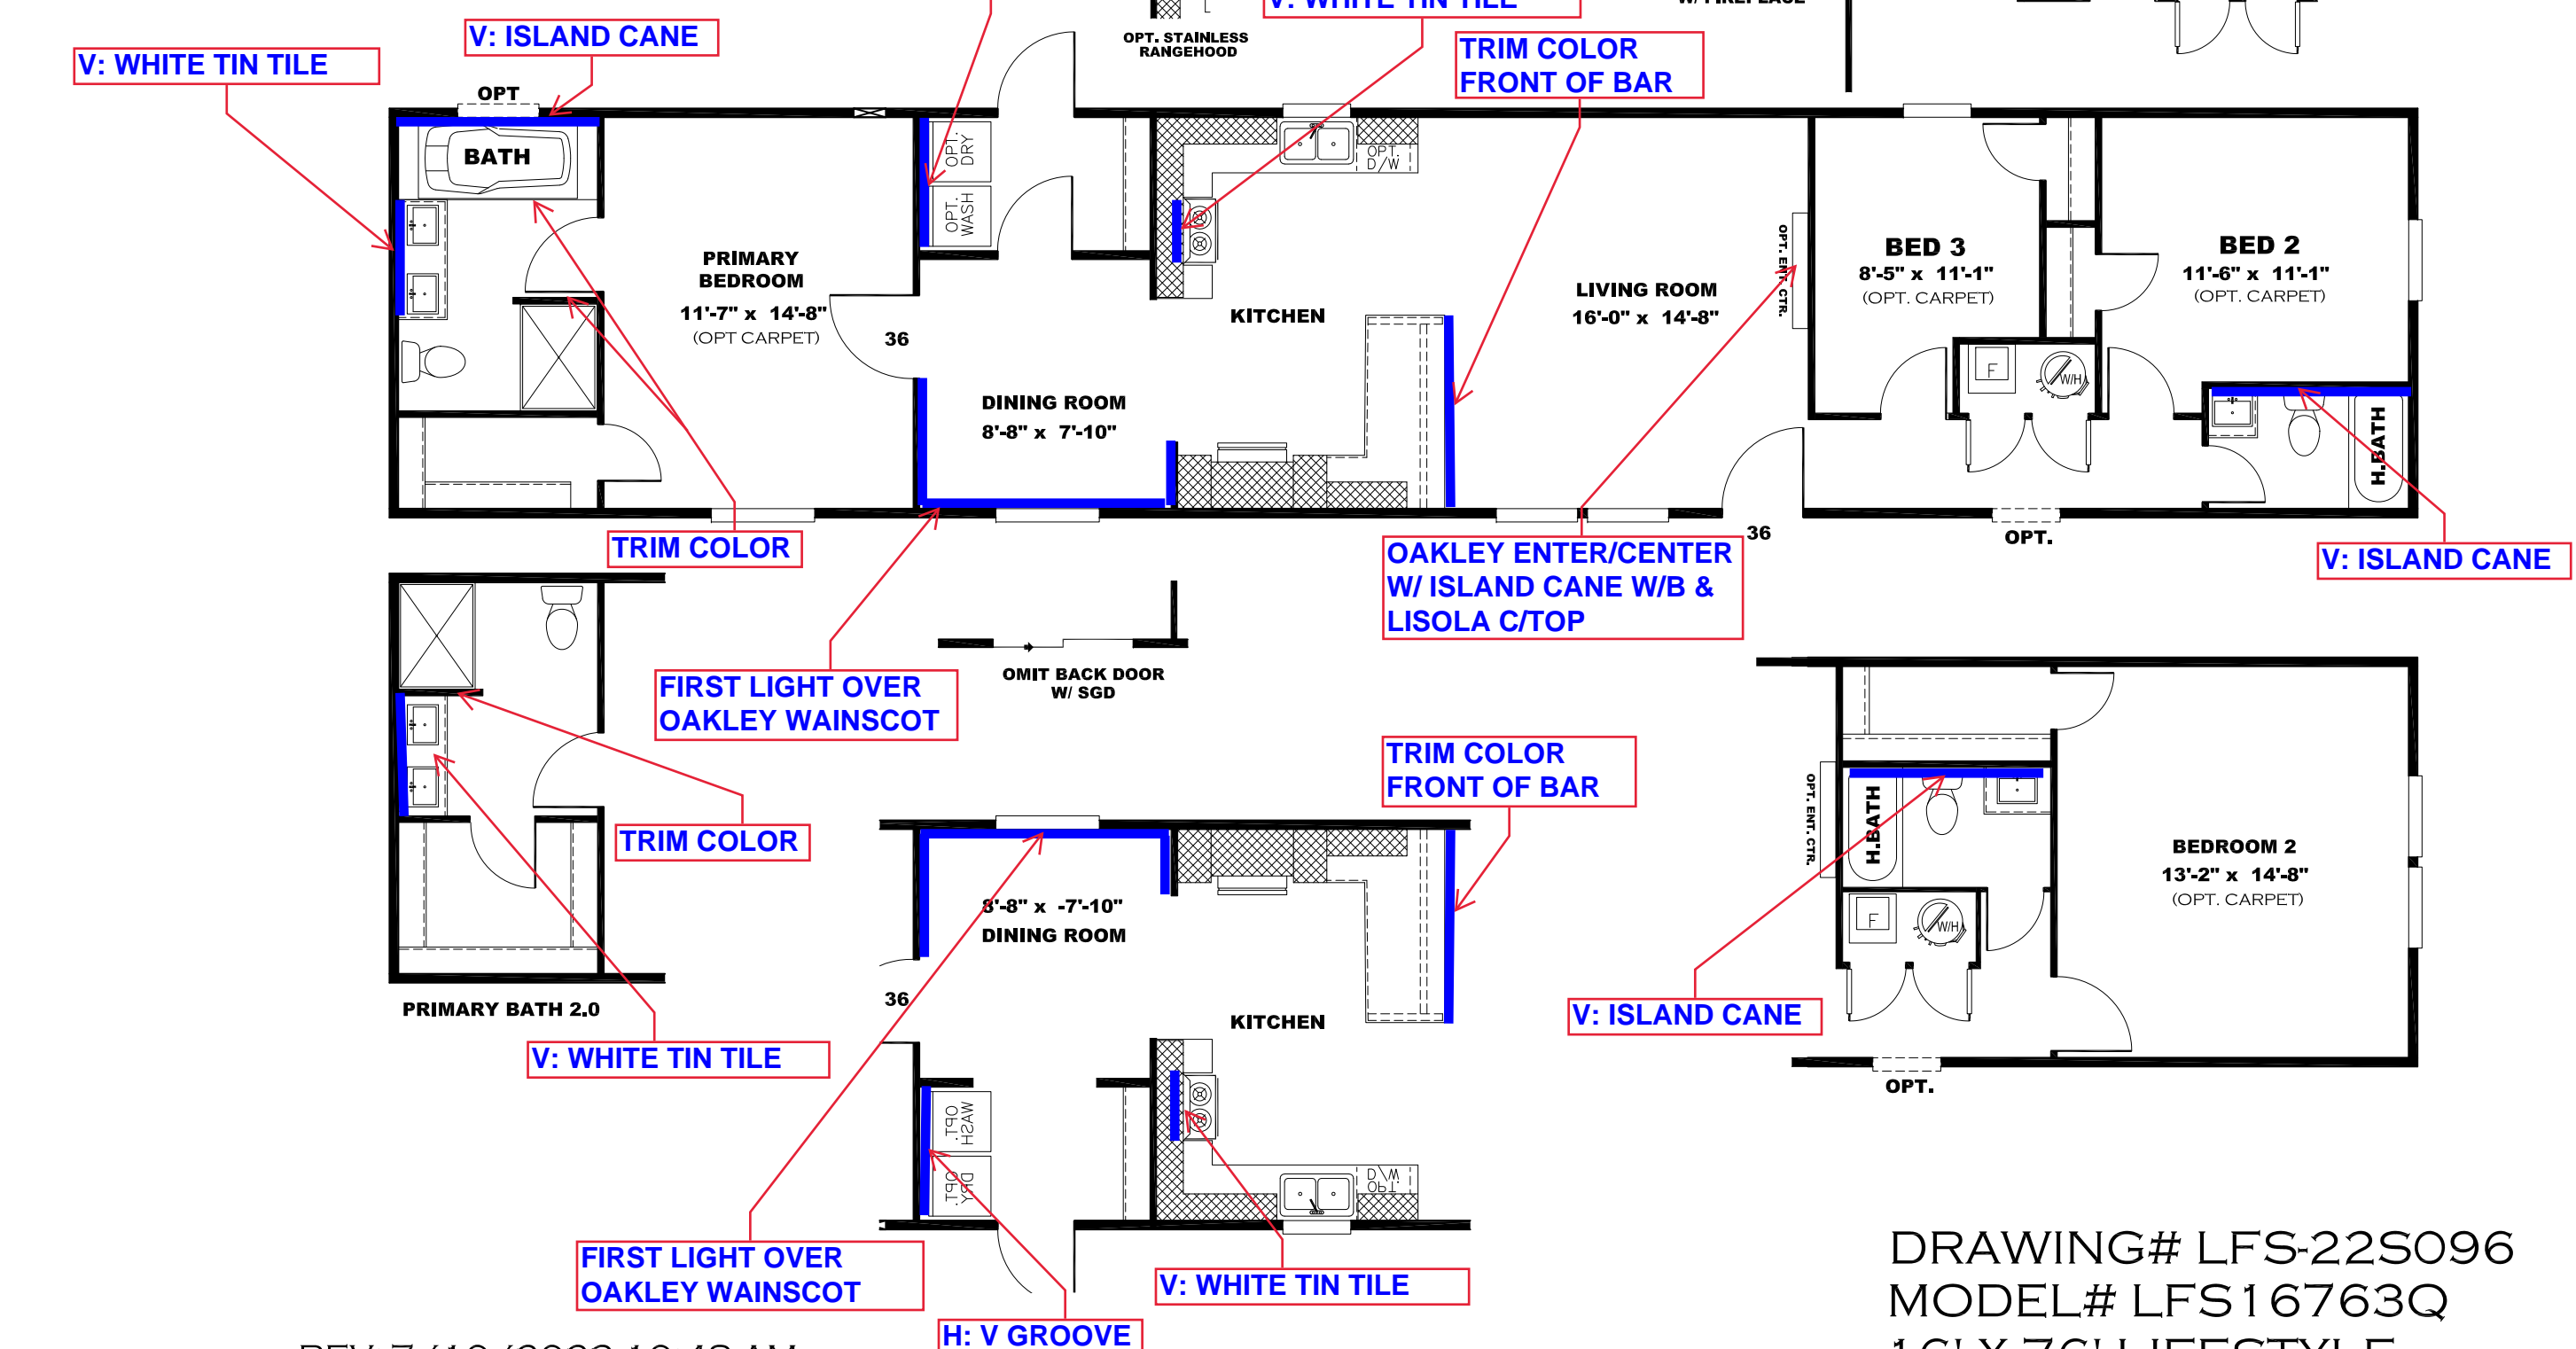 V: WHITE TIN TILE
W/ FIREPLACE
V: ISLAND CANE
V: WHITE TIN TILE
OPT. STAINLESS
RANGEHOOD
TRIM COLOR
FRONT OF BAR
OPT
BATH
OPT.
DRY
OPT.
WASH
OPT.
D/W
PRIMARY
BEDROOM
11'-7" x 14'-8"
(OPT CARPET)
36
KITCHEN
LIVING ROOM
16'-0" x 14'-8"
OPT. ENT. CTR.
BED 3
8'-5" x 11'-1"
(OPT. CARPET)
BED 2
11'-6" x 11'-1"
(OPT. CARPET)
F
W/H
DINING ROOM
8'-8" x 7'-10"
H.BATH
TRIM COLOR
36
OPT.
OAKLEY ENTER/CENTER
W/ ISLAND CANE W/B &
LISOLA C/TOP
V: ISLAND CANE
OMIT BACK DOOR
W/ SGD
FIRST LIGHT OVER
OAKLEY WAINSCOT
TRIM COLOR
FRONT OF BAR
TRIM COLOR
OPT. ENT. CTR.
H.BATH
BEDROOM 2
13'-2" x 14'-8"
(OPT. CARPET)
F
W/H
8'-8" x -7'-10"
DINING ROOM
36
KITCHEN
PRIMARY BATH 2.0
V: WHITE TIN TILE
V: ISLAND CANE
OPT.
OPT.
WASH
OPT.
DRY
D/W
OPT.
FIRST LIGHT OVER
OAKLEY WAINSCOT
V: WHITE TIN TILE
H: V GROOVE
DRAWING# LFS-22S096
MODEL# LFS16763Q
16' X 76' LIFESTYLE